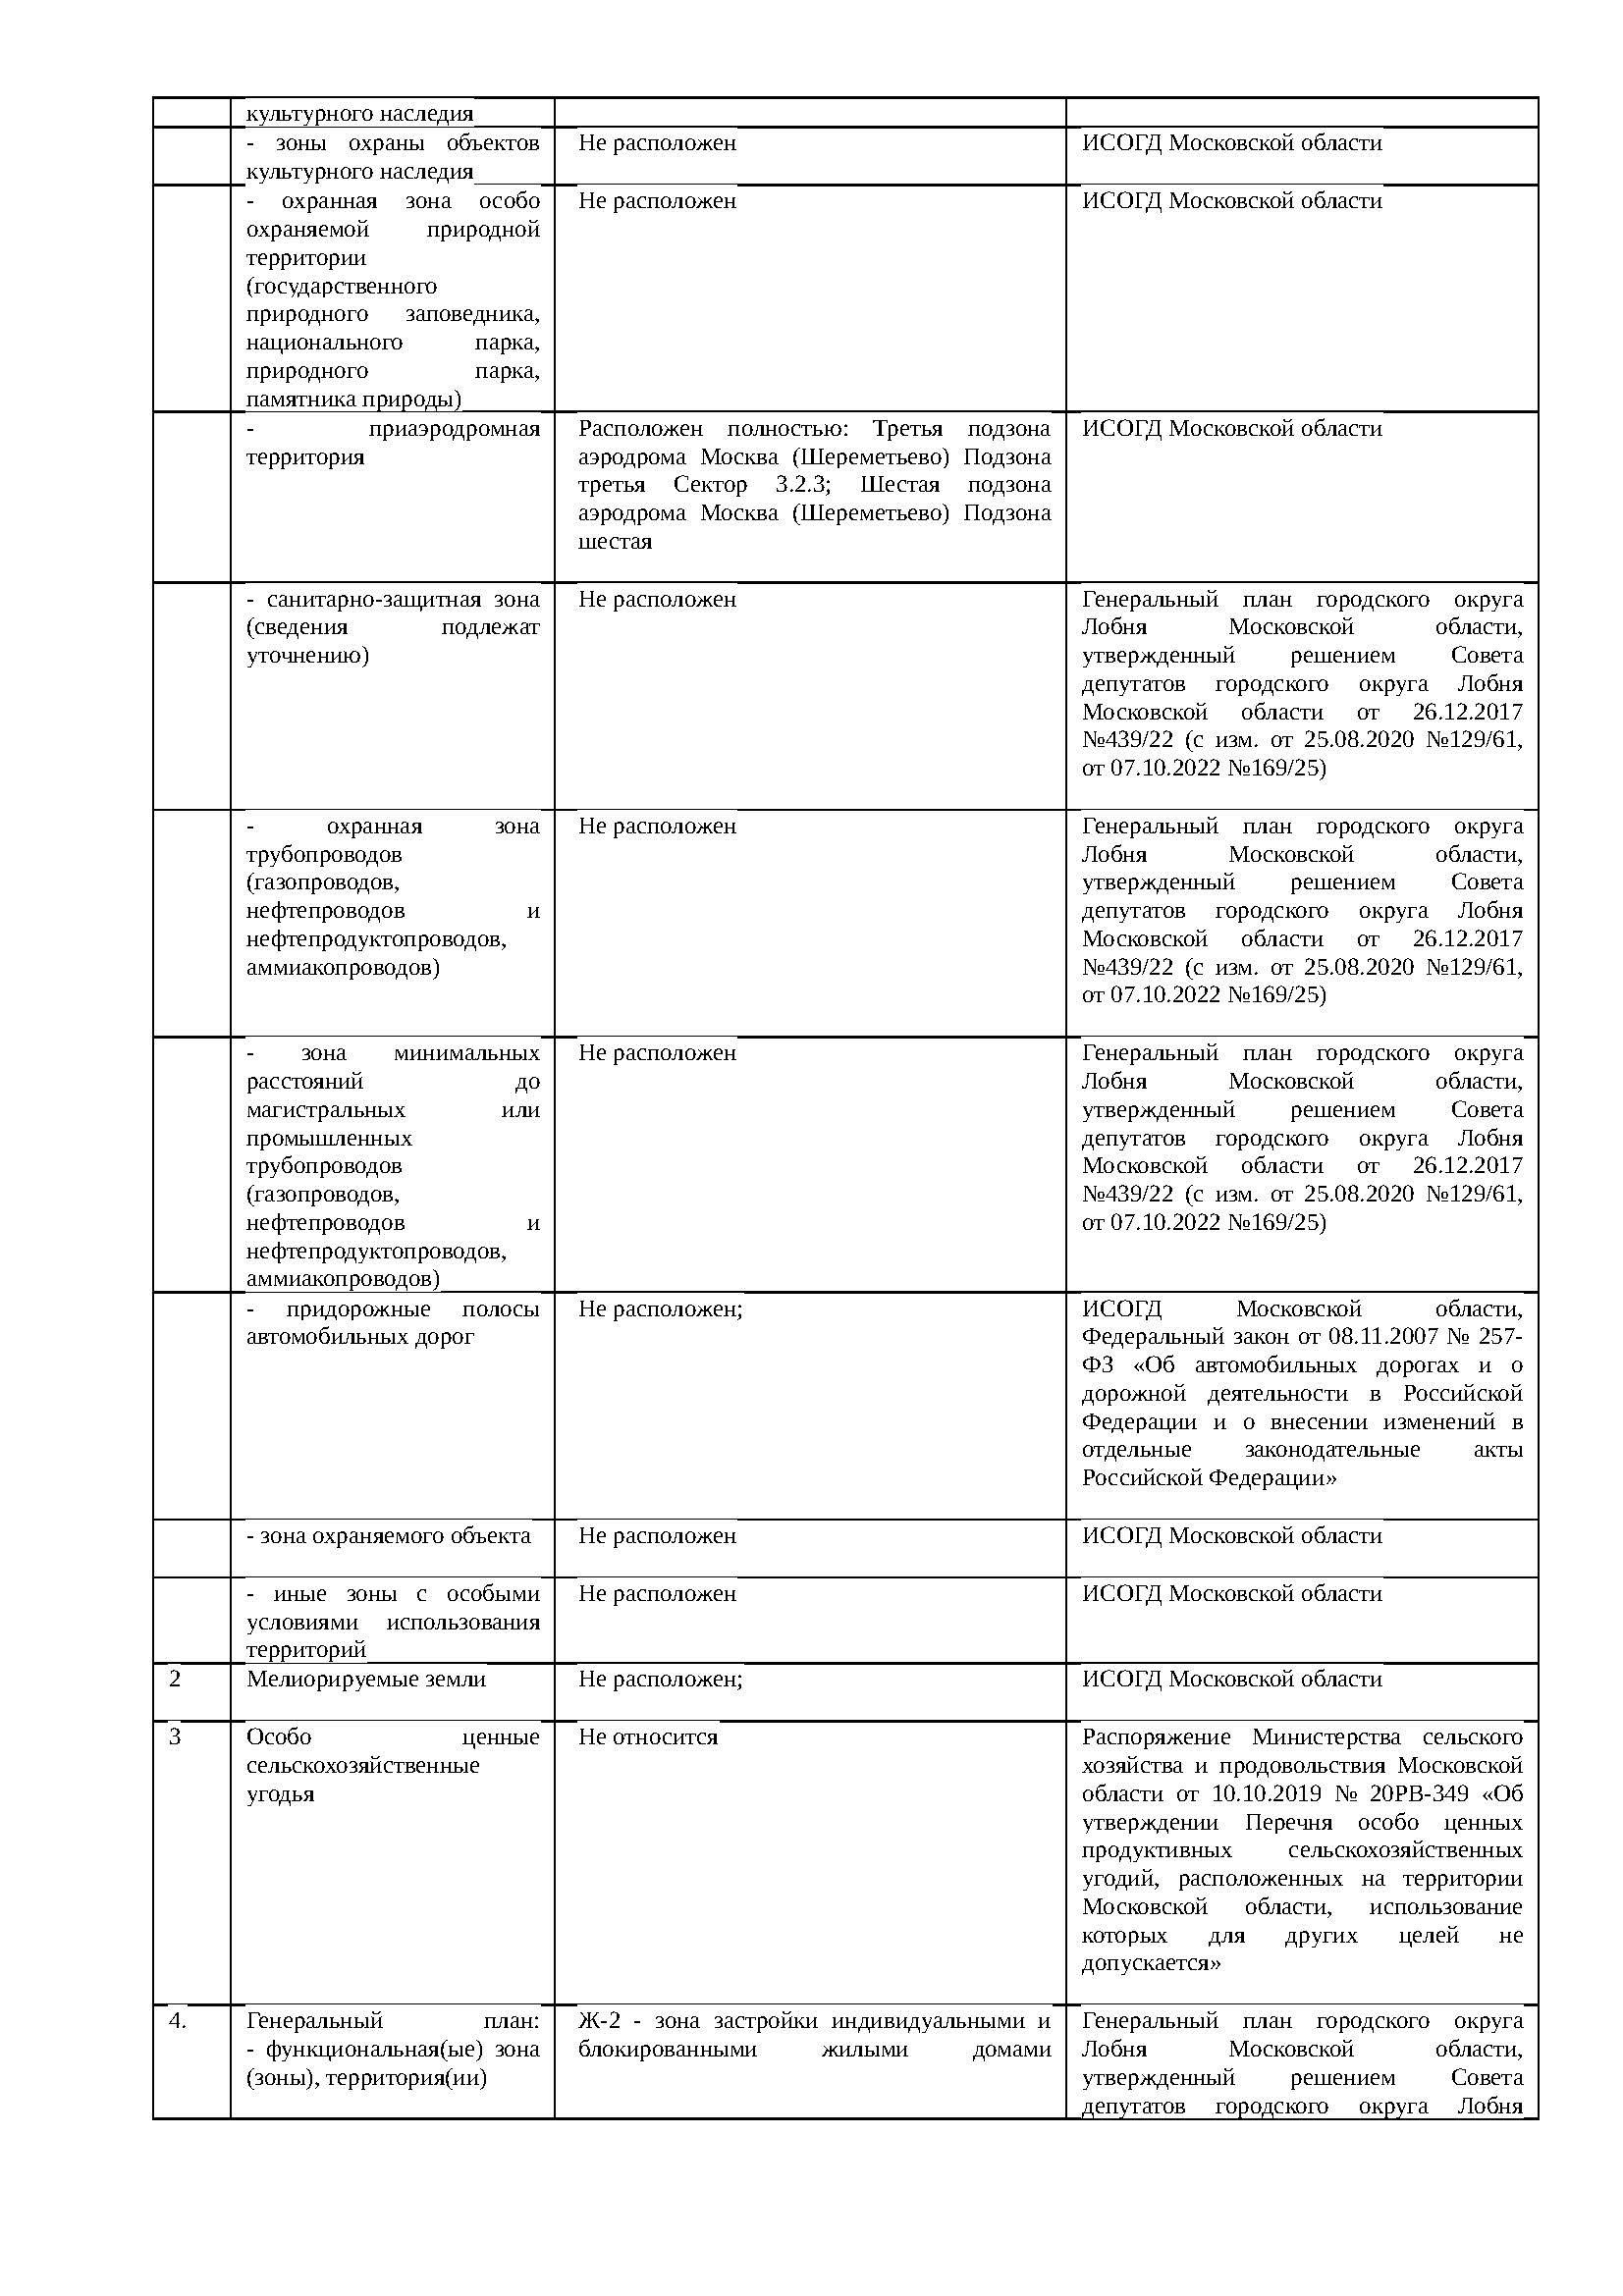 культурного наследия
- зоны охраны объектов
культурного наследия
Не расположен
ИСОГД Московской области
- охранная зона особо
охраняемой природной
территории
(государственного
природного заповедника,
национального парка,
природного парка,
памятника природы)
Не расположен
ИСОГД Московской области
- приаэродромная
территория
Расположен полностью: Третья подзона
аэродрома Москва (Шереметьево) Подзона
третья Сектор 3.2.3; Шестая подзона
аэродрома Москва (Шереметьево) Подзона
шестая
ИСОГД Московской области
- санитарно-защитная зона
(сведения подлежат
уточнению)
Не расположен
Генеральный план городского округа
Лобня Московской области,
утвержденный решением Совета
депутатов городского округа Лобня
Московской области от 26.12.2017
№439/22 (с изм. от 25.08.2020 №129/61,
от 07.10.2022 №169/25)
- охранная зона
трубопроводов
(газопроводов,
нефтепроводов и
нефтепродуктопроводов,
аммиакопроводов)
Не расположен
Генеральный план городского округа
Лобня Московской области,
утвержденный решением Совета
депутатов городского округа Лобня
Московской области от 26.12.2017
№439/22 (с изм. от 25.08.2020 №129/61,
от 07.10.2022 №169/25)
- зона минимальных
расстояний до
магистральных или
промышленных
трубопроводов
(газопроводов,
нефтепроводов и
нефтепродуктопроводов,
аммиакопроводов)
Не расположен
Генеральный план городского округа
Лобня Московской области,
утвержденный решением Совета
депутатов городского округа Лобня
Московской области от 26.12.2017
№439/22 (с изм. от 25.08.2020 №129/61,
от 07.10.2022 №169/25)
- придорожные полосы
автомобильных дорог
Не расположен;
ИСОГД Московской области,
Федеральный закон от 08.11.2007 № 257-
ФЗ «Об автомобильных дорогах и о
дорожной деятельности в Российской
Федерации и о внесении изменений в
отдельные законодательные акты
Российской Федерации»
- зона охраняемого объекта
Не расположен
ИСОГД Московской области
- иные зоны с особыми
условиями использования
территорий
Не расположен
ИСОГД Московской области
2
Мелиорируемые земли
Не расположен;
ИСОГД Московской области
3
Особо ценные
сельскохозяйственные
угодья
Не относится
Распоряжение Министерства сельского
хозяйства и продовольствия Московской
области от 10.10.2019 № 20РВ-349 «Об
утверждении Перечня особо ценных
продуктивных сельскохозяйственных
угодий, расположенных на территории
Московской области, использование
которых для других целей не
допускается»
4.
Генеральный план:
- функциональная(ые) зона
(зоны), территория(ии)
Ж-2 - зона застройки индивидуальными и
блокированными жилыми домами
Генеральный план городского округа
Лобня Московской области,
утвержденный решением Совета
депутатов городского округа Лобня